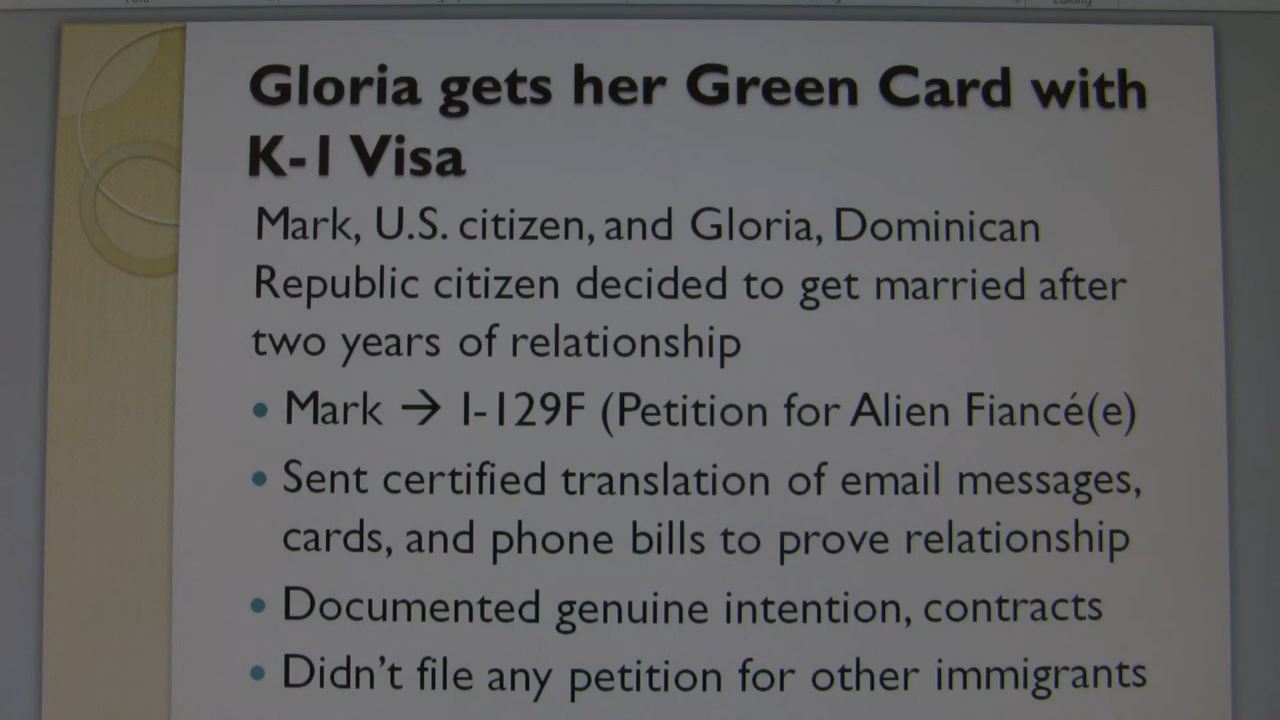 Gloria gets her Green Card with
K-1 Visa
Mark, U.S. citizen, and Gloria, Dominican
Republic citizen decided to get married after
two years of relationship
• Mark → I-129F (Petition for Alien Fiancé(e)
• Sent certified translation of email messages,
cards, and phone bills to prove relationship
• Documented genuine intention, contracts
• Didn't file any petition for other immigrants